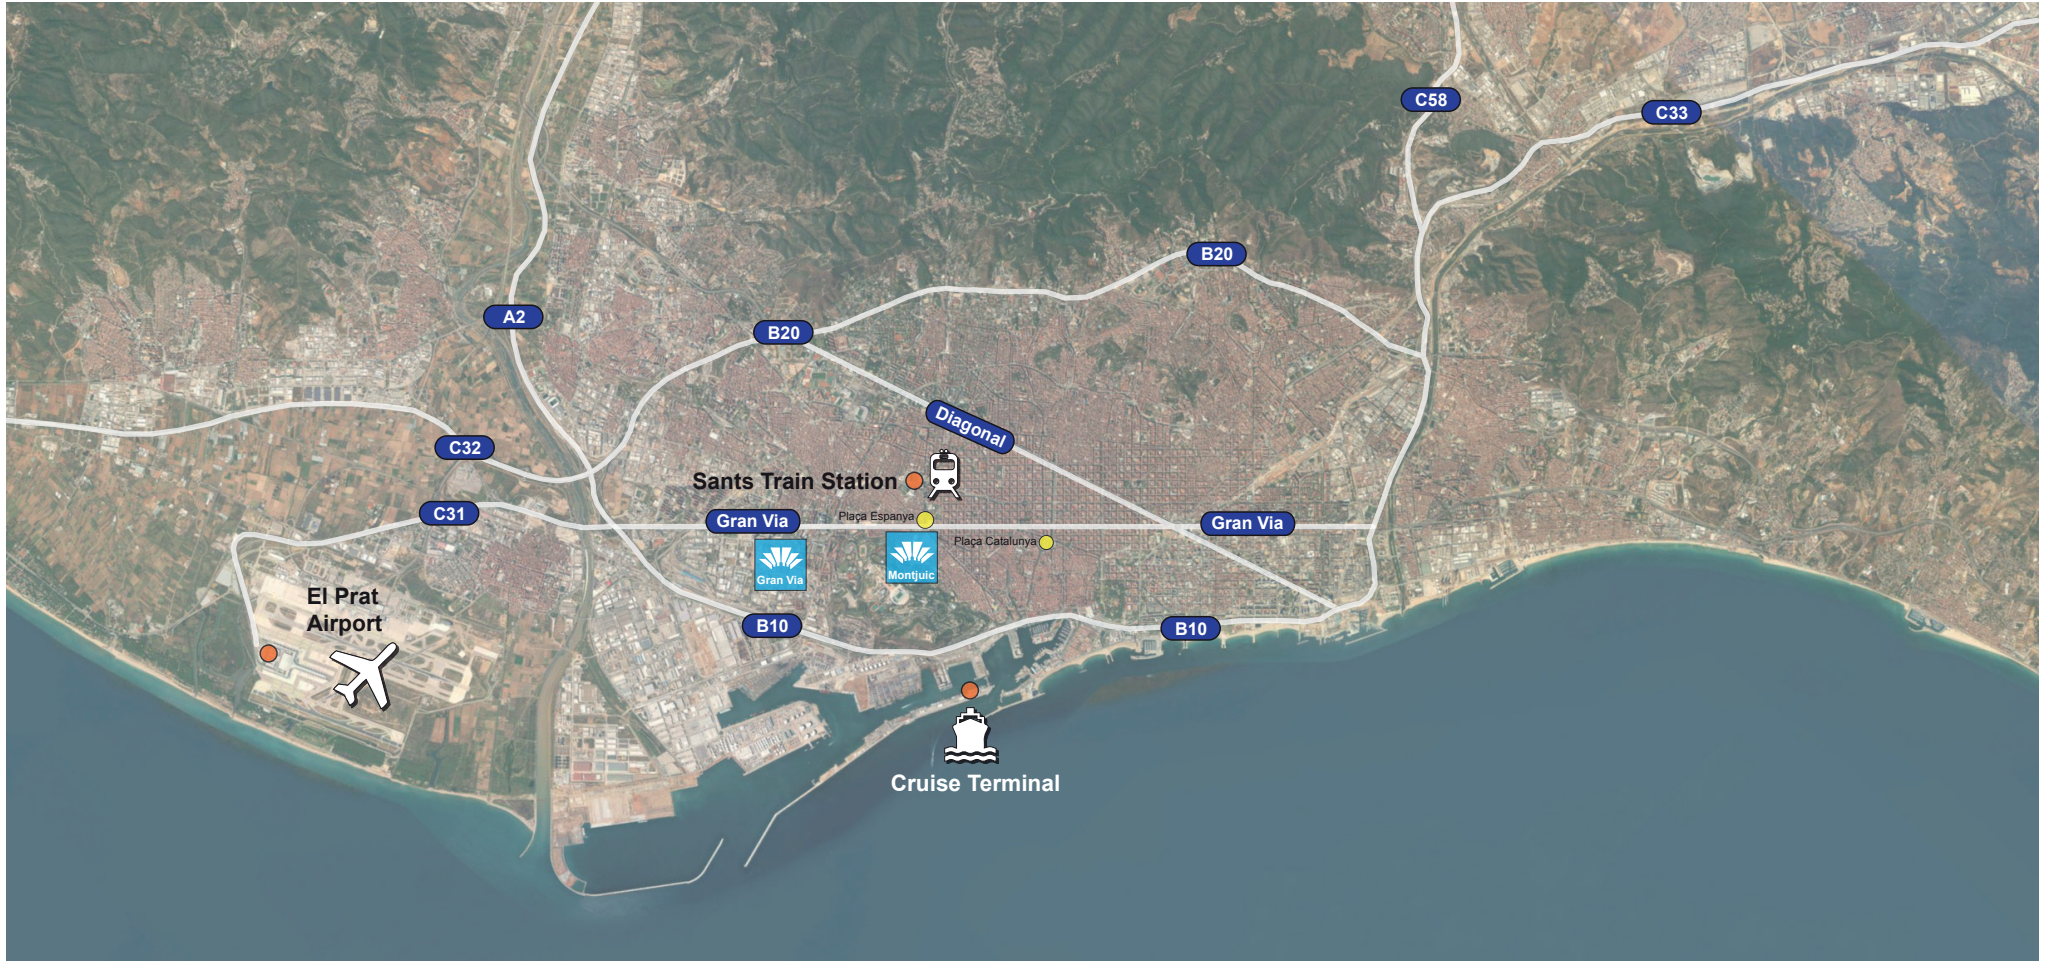 C58
C33
B20
A2
B20
Diagonal
C32
Sants Train Station
C31
Gran Via
Plaça Espanya
Gran Via
Plaça Catalunya
Gran Via
Montjuic
El Prat
Airport
B10
B10
Cruise Terminal